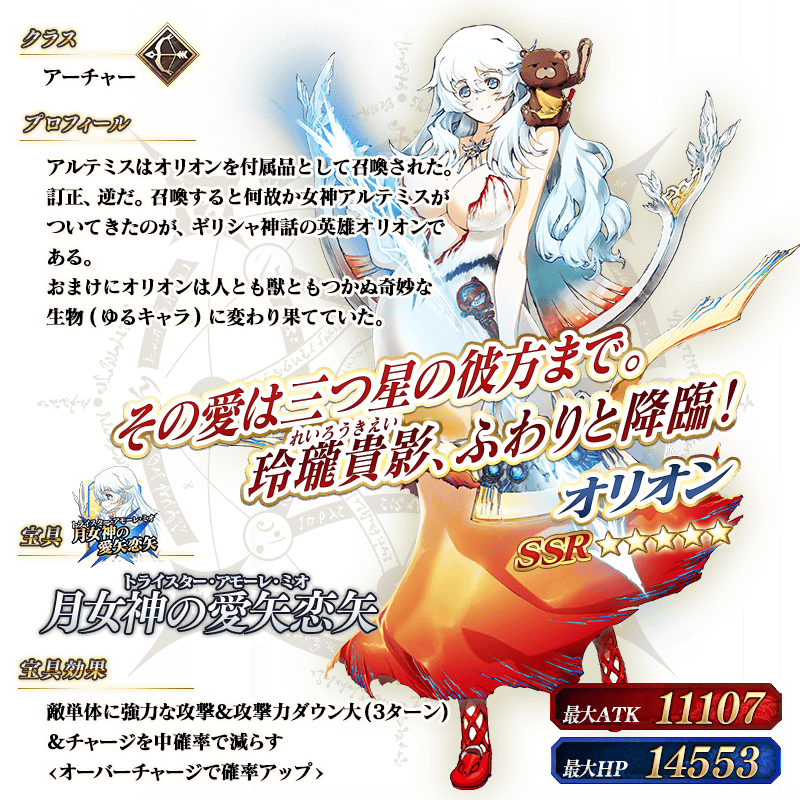 クラス
アーチャー
プロフィール
アルテミスはオリオンを付属品として召喚された。
訂正、逆だ。召喚すると何故か女神アルテミスが
ついてきたのが、ギリシャ神話の英雄オリオンで
ある。
おまけにオリオンは人とも獣ともつかぬ奇妙な
生物(ゆるキャラ)に変わり果てていた。
その愛は三つ星の彼方まで。
れいろうきえい
玲瓏貴影、ふわりと降臨!
オリオン
SSR ★★★★★
宝具
トライスター・アモーレ・ミオ
月女神の
愛矢恋矢
トライスター・アモーレ・ミオ
月女神の愛矢恋矢
宝具効果
敵単体に強力な攻撃&攻撃力ダウン大(3ターン)
&チャージを中確率で減らす
<オーバーチャージで確率アップ>
最大ATK 11107
最大HP 14553